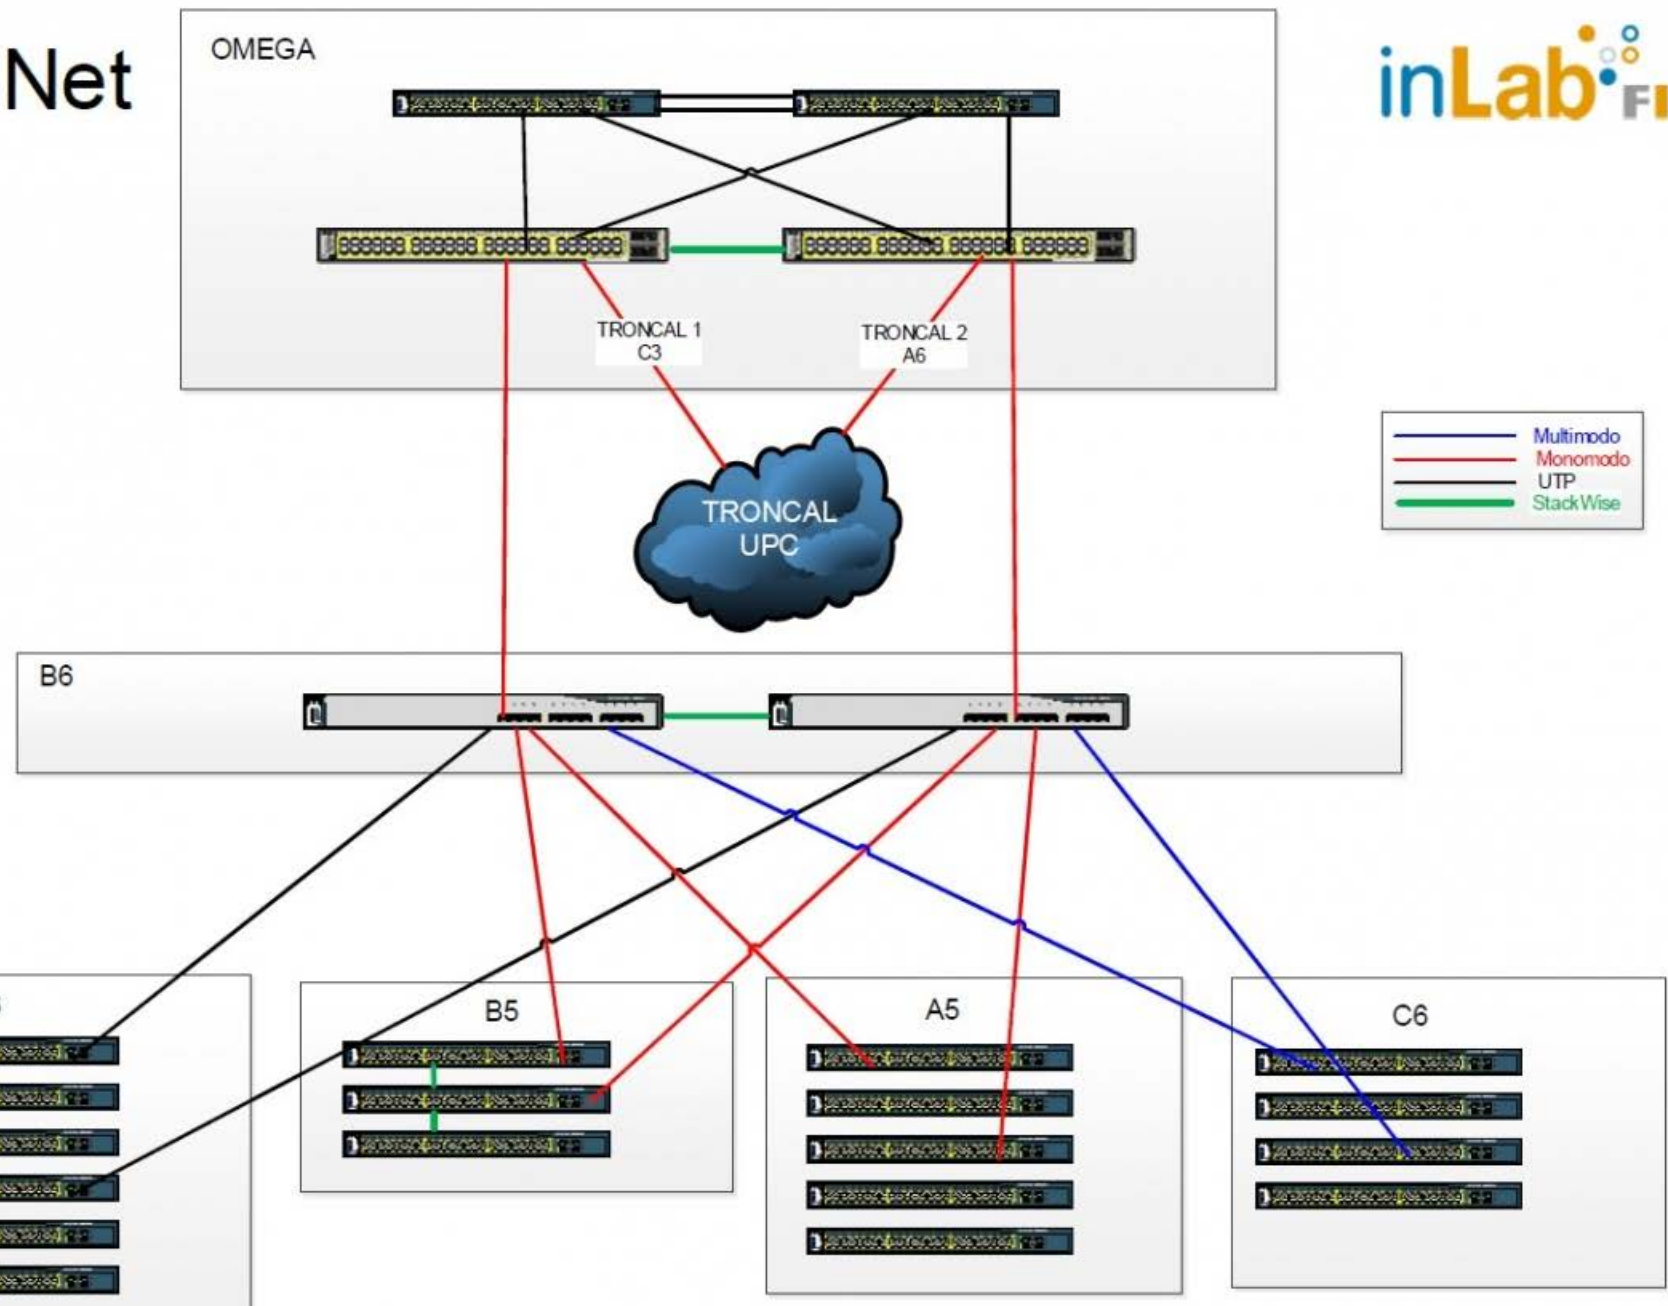 Net
OMEGA
inLab
FI
TRONCAL 1
C3
TRONCAL 2
A6
Multimodo
Monomodo
UTP
StackWise
TRONCAL
UPC
B6
B5
A5
C6